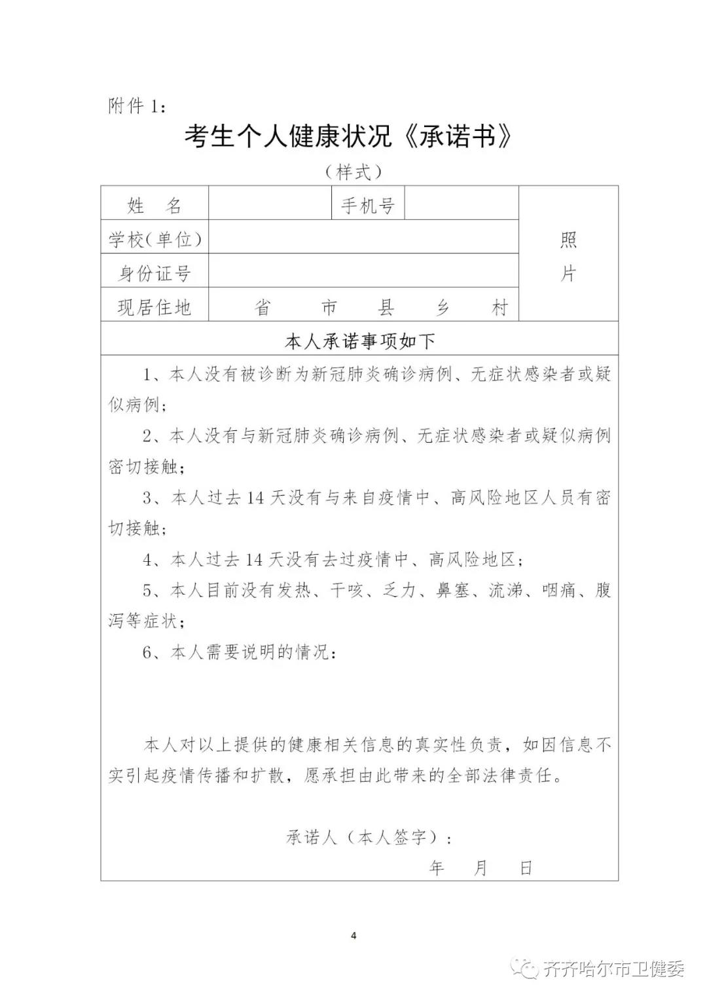 附件1:
考生个人健康状况《承诺书》
（样式）
姓 名 手机号
学校(单位)
照
片
身份证号
现居住地 省 市 县 乡 村
本人承诺事项如下
1、本人没有被诊断为新冠肺炎确诊病例、无症状感染者或疑
似病例;
2、本人没有与新冠肺炎确诊病例、无症状感染者或疑似病例
密切接触;
3、本人过去14天没有与来自疫情中、高风险地区人员有密
切接触;
4、本人过去14天没有去过疫情中、高风险地区;
5、本人目前没有发热、干咳、乏力、鼻塞、流涕、咽痛、腹
泻等症状;
6、本人需要说明的情况:
本人对以上提供的健康相关信息的真实性负责，如因信息不
实引起疫情传播和扩散，愿承担由此带来的全部法律责任。
承诺人（本人签字）:
年 月 日
4
齐齐哈尔市卫健委